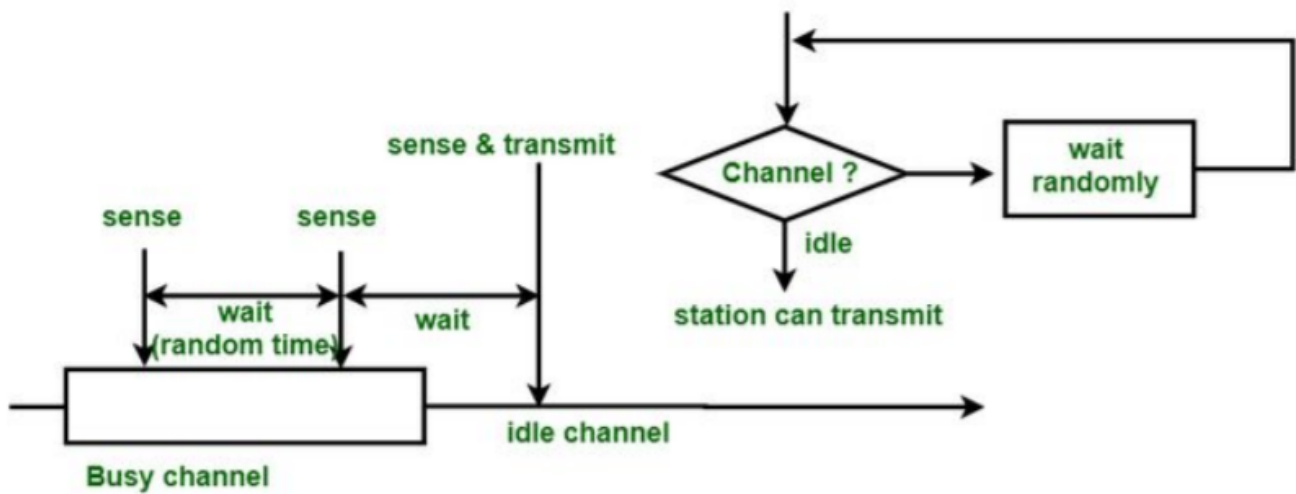 sense & transmit
Channel ?
wait
randomly
sense
sense
idle
wait
(random time)
wait
station can transmit
idle channel
Busy channel